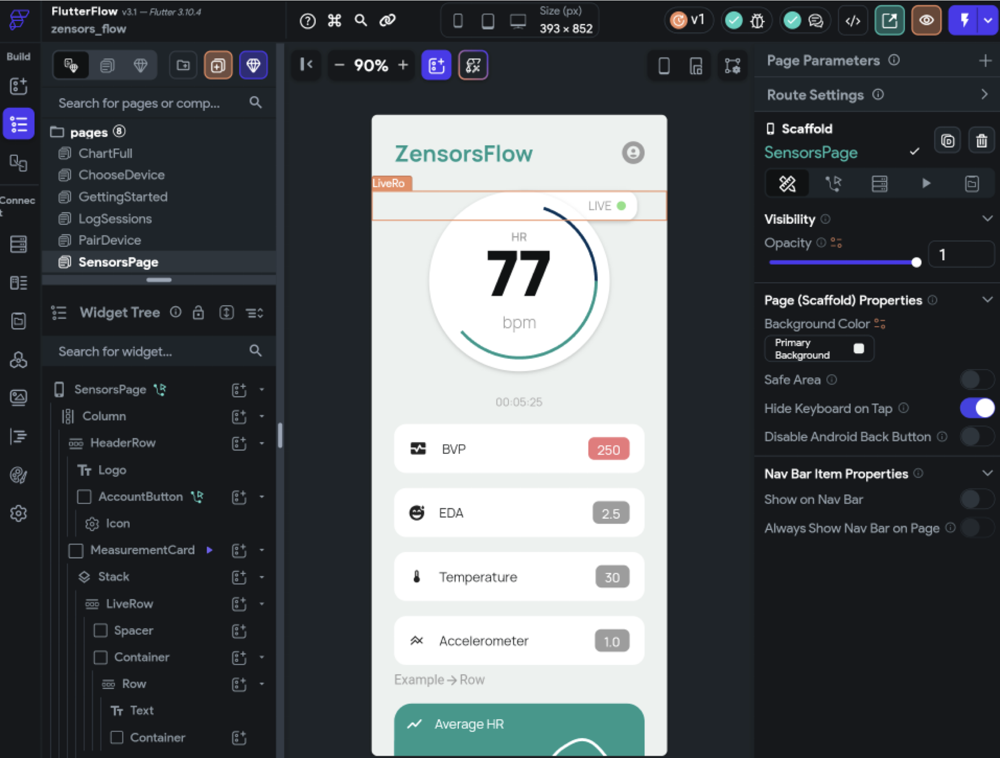 FlutterFlow v3.1 — Flutter 3.10.4
zensors_flow
Size (px)
393 × 852
v1
Build
Connec
t
Search for pages or comp...
pages 8
ChartFull
ChooseDevice
GettingStarted
LogSessions
PairDevice
SensorsPage
Widget Tree
Search for widget...
SensorsPage
Column
HeaderRow
Tт Logo
AccountButton
Icon
MeasurementCard
Stack
LiveRow
Spacer
Container
Row
Tт Text
Container
90%
ZensorsFlow
LiveRo
LIVE
HR
77
bpm
00:05:25
BVP 250
EDA 2.5
Temperature 30
Accelerometer 1.0
Example → Row
Average HR
Page Parameters
Route Settings
Scaffold
SensorsPage
Visibility
Opacity
1
Page (Scaffold) Properties
Background Color
Primary
Background
Safe Area
Hide Keyboard on Tap
Disable Android Back Button
Nav Bar Item Properties
Show on Nav Bar
Always Show Nav Bar on Page